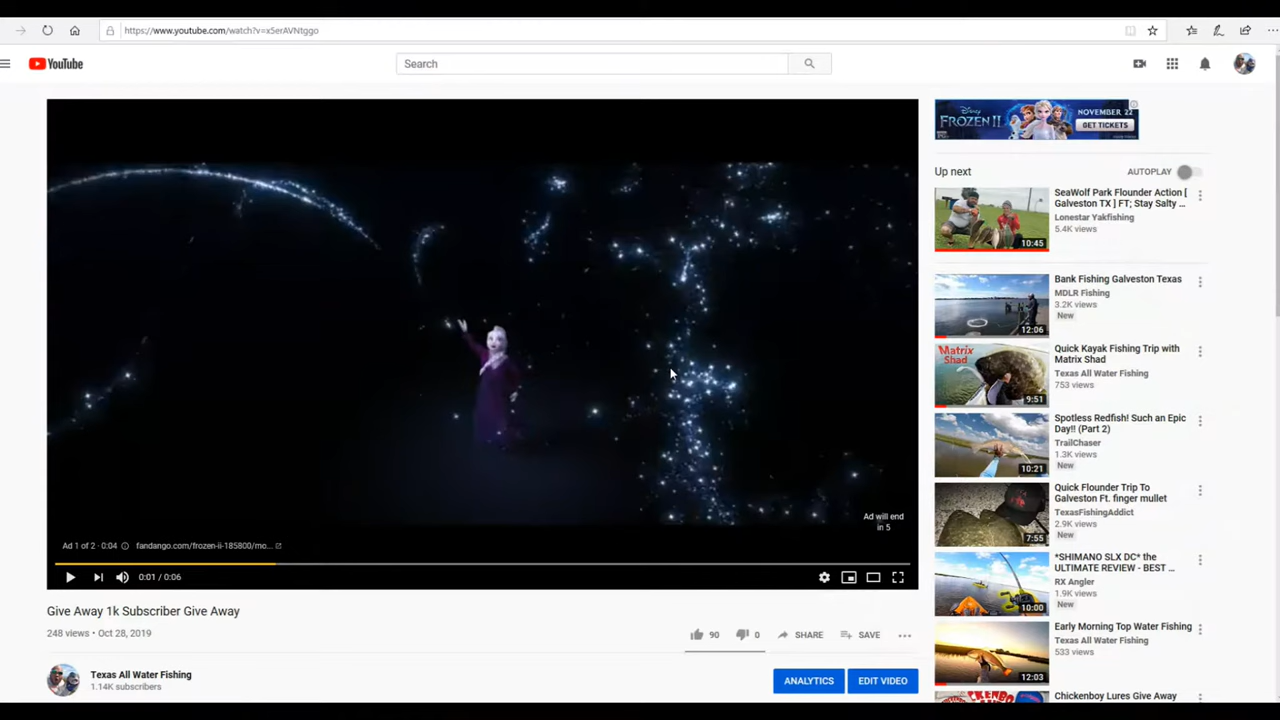 https://www.youtube.com/watch?v=x5erAVNtggo
YouTube
Search
Disney
FROZEN II
NOVEMBER 22
GET TICKETS
Up next
AUTOPLAY
SeaWolf Park Flounder Action [
Galveston TX ] FT; Stay Salty ...
Lonestar Yakfishing
5.4K views
10:45
Bank Fishing Galveston Texas
MDLR Fishing
3.2K views
New
12:06
Matrix
Shad
Quick Kayak Fishing Trip with
Matrix Shad
Texas All Water Fishing
753 views
9:51
Spotless Redfish! Such an Epic
Day!! (Part 2)
TrailChaser
1.3K views
New
10:21
Quick Flounder Trip To
Galveston Ft. finger mullet
TexasFishingAddict
2.9K views
New
7:55
*SHIMANO SLX DC* the
ULTIMATE REVIEW - BEST ...
RX Angler
1.9K views
New
10:00
Early Morning Top Water Fishing
Texas All Water Fishing
533 views
12:03
Chickenboy Lures Give Away
Ad will end
in 5
Ad 1 of 2 · 0:04
fandango.com/frozen-ii-185800/mo...
0:01 / 0:06
Give Away 1k Subscriber Give Away
248 views • Oct 28, 2019
90
0
SHARE
SAVE
Texas All Water Fishing
1.14K subscribers
ANALYTICS
EDIT VIDEO